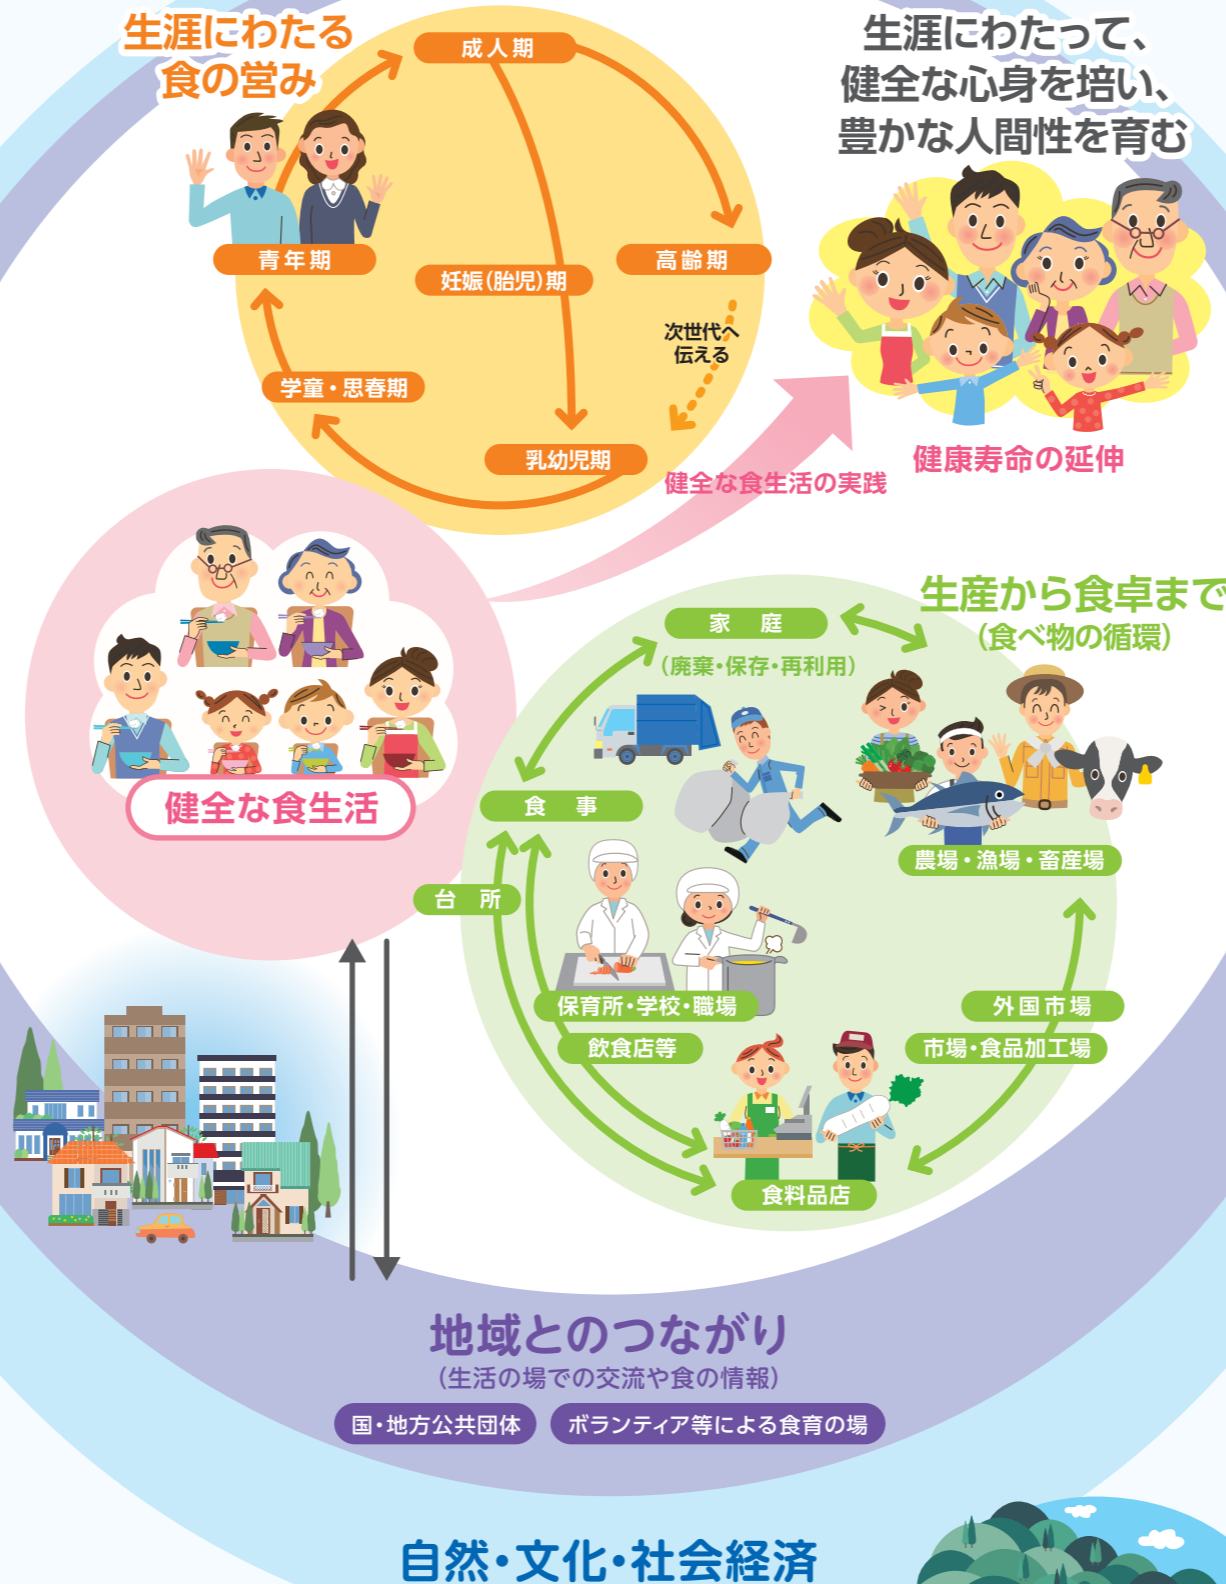 生涯にわたる
食の営み
成人期
青年期
妊娠(胎児)期
高齢期
次世代へ
伝える
学童・思春期
乳幼児期
生涯にわたって、
健全な心身を培い、
豊かな人間性を育む
健康寿命の延伸
健全な食生活の実践
健全な食生活
生産から食卓まで
(食べ物の循環)
家 庭
(廃棄・保存・再利用)
食 事
農場・漁場・畜産場
台 所
保育所・学校・職場
飲食店等
外国市場
市場・食品加工場
食料品店
地域とのつながり
(生活の場での交流や食の情報)
国・地方公共団体
ボランティア等による食育の場
自然・文化・社会経済